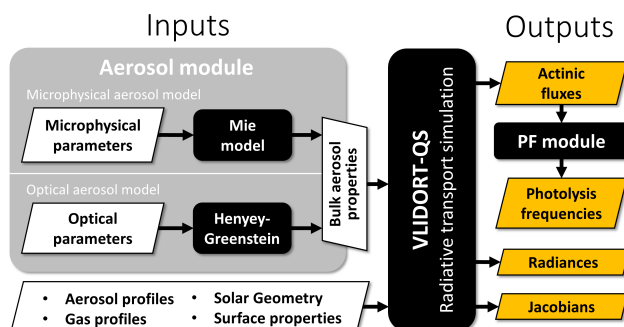 Inputs
Outputs
Aerosol module
Microphysical aerosol model
Microphysical
parameters
Mie
model
Optical aerosol model
Optical
parameters
Henyey-
Greenstein
Bulk aerosol
properties
• Aerosol profiles
• Gas profiles
• Solar Geometry
• Surface properties
VLIDORT-QS
Radiative transport simulation
Actinic
fluxes
PF module
Photolysis
frequencies
Radiances
Jacobians